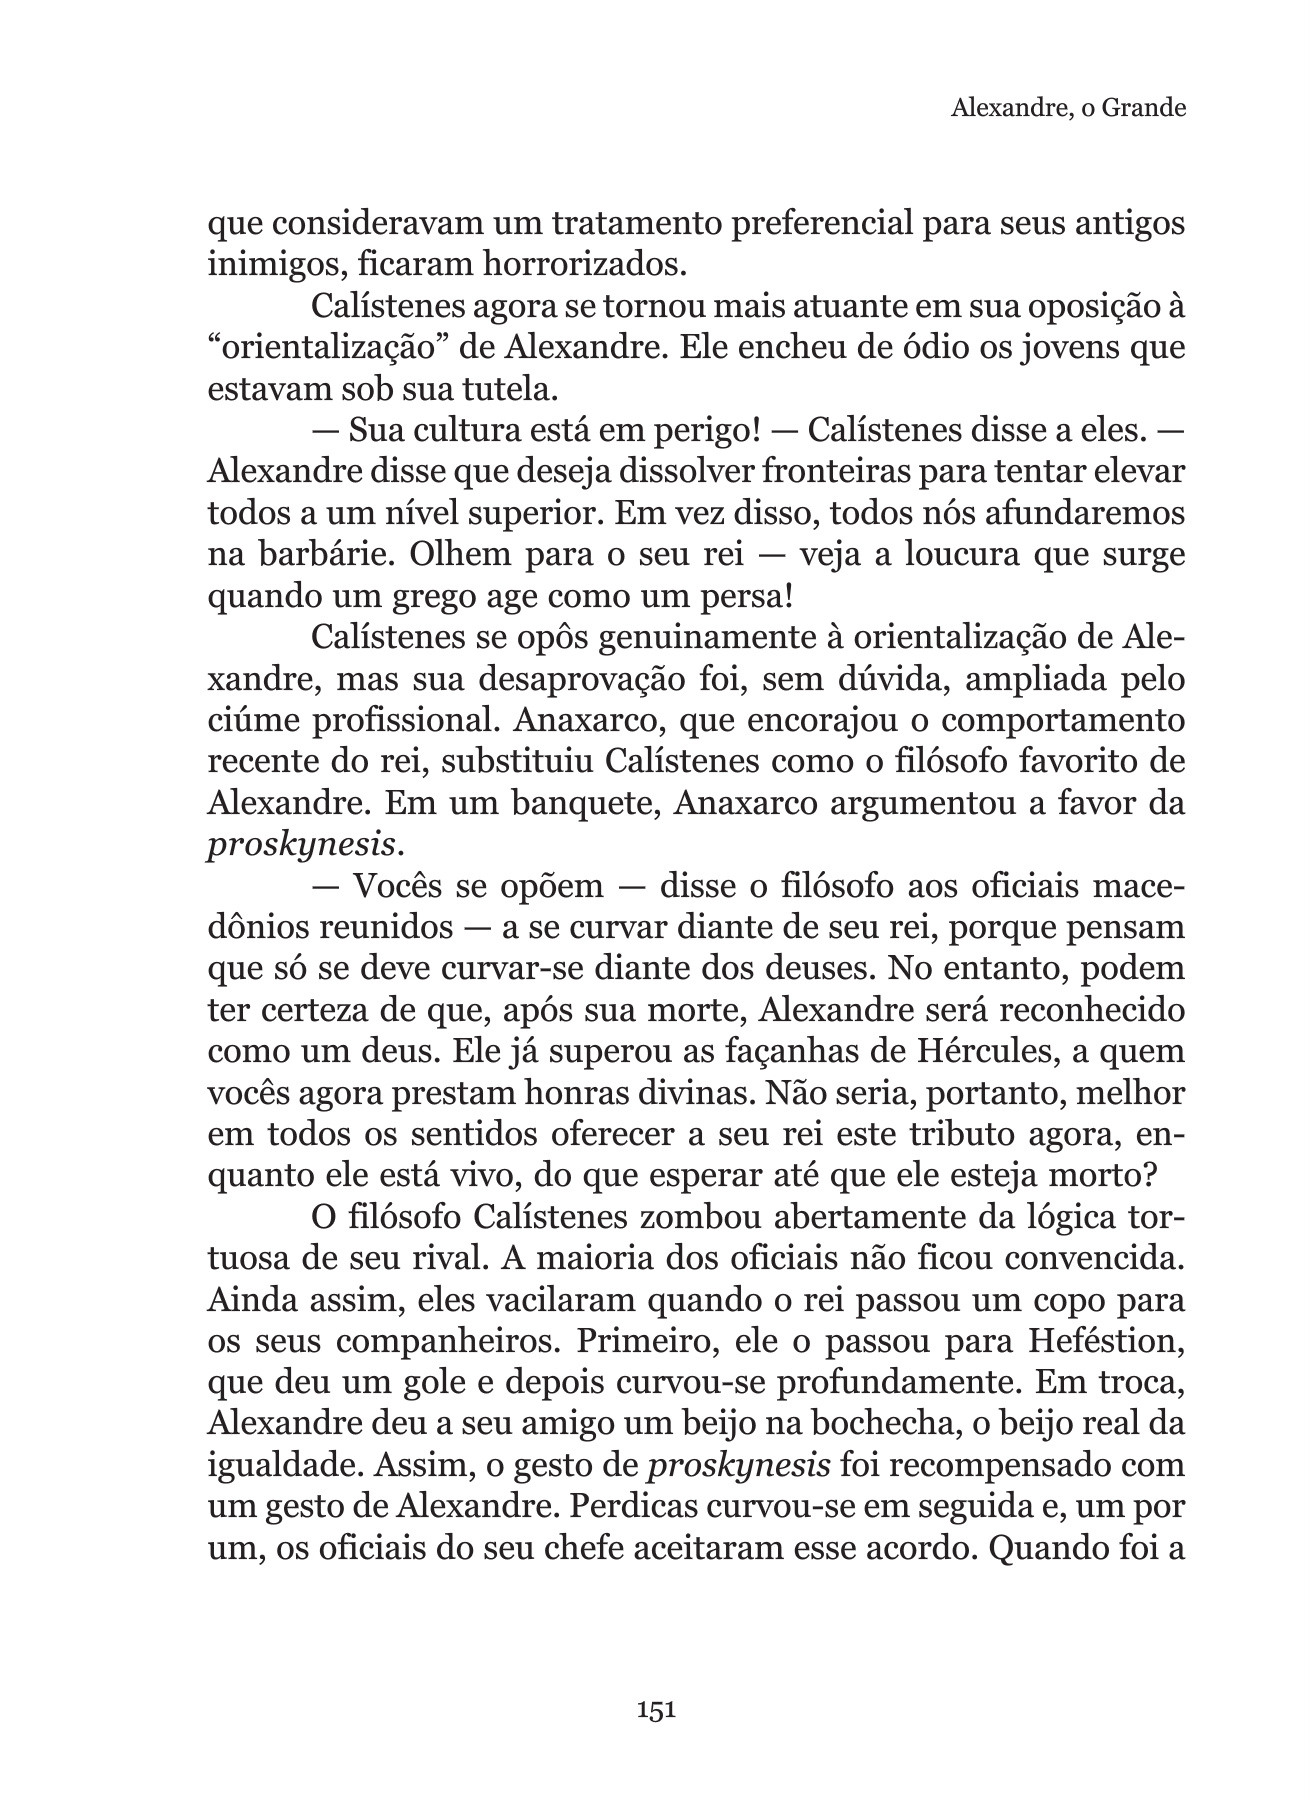 Alexandre, o Grande
que consideravam um tratamento preferencial para seus antigos
inimigos, ficaram horrorizados.
Calístenes agora se tornou mais atuante em sua oposição à
“orientalização” de Alexandre. Ele encheu de ódio os jovens que
estavam sob sua tutela.
— Sua cultura está em perigo! — Calístenes disse a eles. —
Alexandre disse que deseja dissolver fronteiras para tentar elevar
todos a um nível superior. Em vez disso, todos nós afundaremos
na barbárie. Olhem para o seu rei — veja a loucura que surge
quando um grego age como um persa!
Calístenes se opôs genuinamente à orientalização de Ale-
xandre, mas sua desaprovação foi, sem dúvida, ampliada pelo
ciúme profissional. Anaxarco, que encorajou o comportamento
recente do rei, substituiu Calístenes como o filósofo favorito de
Alexandre. Em um banquete, Anaxarco argumentou a favor da
proskynesis.
— Vocês se opõem — disse o filósofo aos oficiais mace-
dônios reunidos — a se curvar diante de seu rei, porque pensam
que só se deve curvar-se diante dos deuses. No entanto, podem
ter certeza de que, após sua morte, Alexandre será reconhecido
como um deus. Ele já superou as façanhas de Hércules, a quem
vocês agora prestam honras divinas. Não seria, portanto, melhor
em todos os sentidos oferecer a seu rei este tributo agora, en-
quanto ele está vivo, do que esperar até que ele esteja morto?
O filósofo Calístenes zombou abertamente da lógica tor-
tuosa de seu rival. A maioria dos oficiais não ficou convencida.
Ainda assim, eles vacilaram quando o rei passou um copo para
os seus companheiros. Primeiro, ele o passou para Heféstion,
que deu um gole e depois curvou-se profundamente. Em troca,
Alexandre deu a seu amigo um beijo na bochecha, o beijo real da
igualdade. Assim, o gesto de proskynesis foi recompensado com
um gesto de Alexandre. Perdicas curvou-se em seguida e, um por
um, os oficiais do seu chefe aceitaram esse acordo. Quando foi a
151